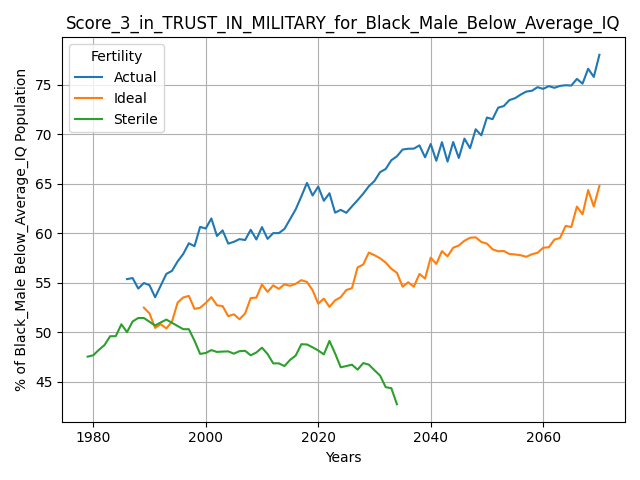 Score_3_in_TRUST_IN_MILITARY_for_Black_Male_Below_Average_IQ
Fertility
Actual
Ideal
Sterile
% of Black_Male Below_Average_IQ Population
75
70
65
60
55
50
45
1980
2000
2020
2040
2060
Years